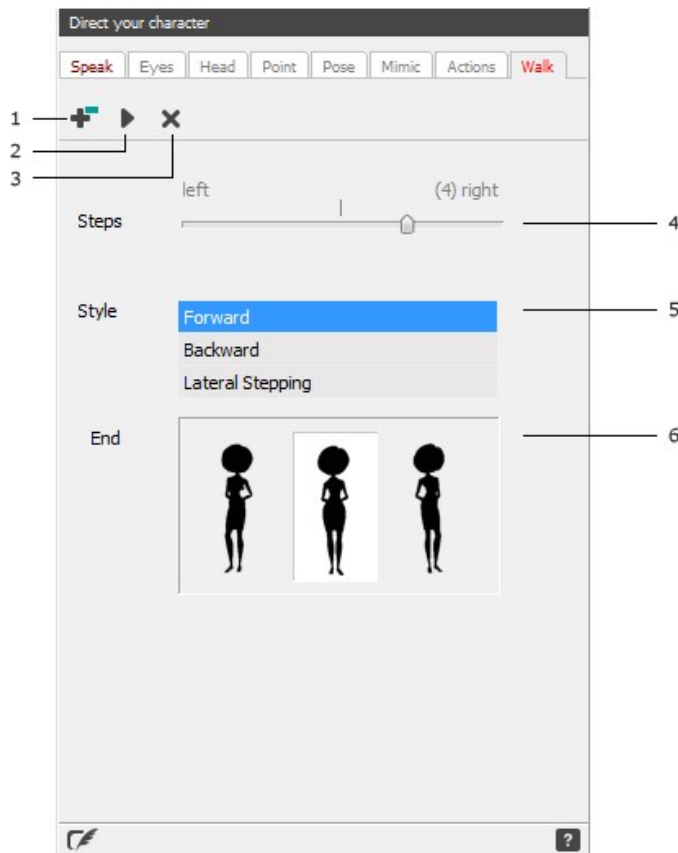 Direct your character
Speak Eyes Head Point Pose Mimic Actions Walk
1
2
3
left (4) right
Steps 4
Style Forward 5
Backward
Lateral Stepping
End 6
?